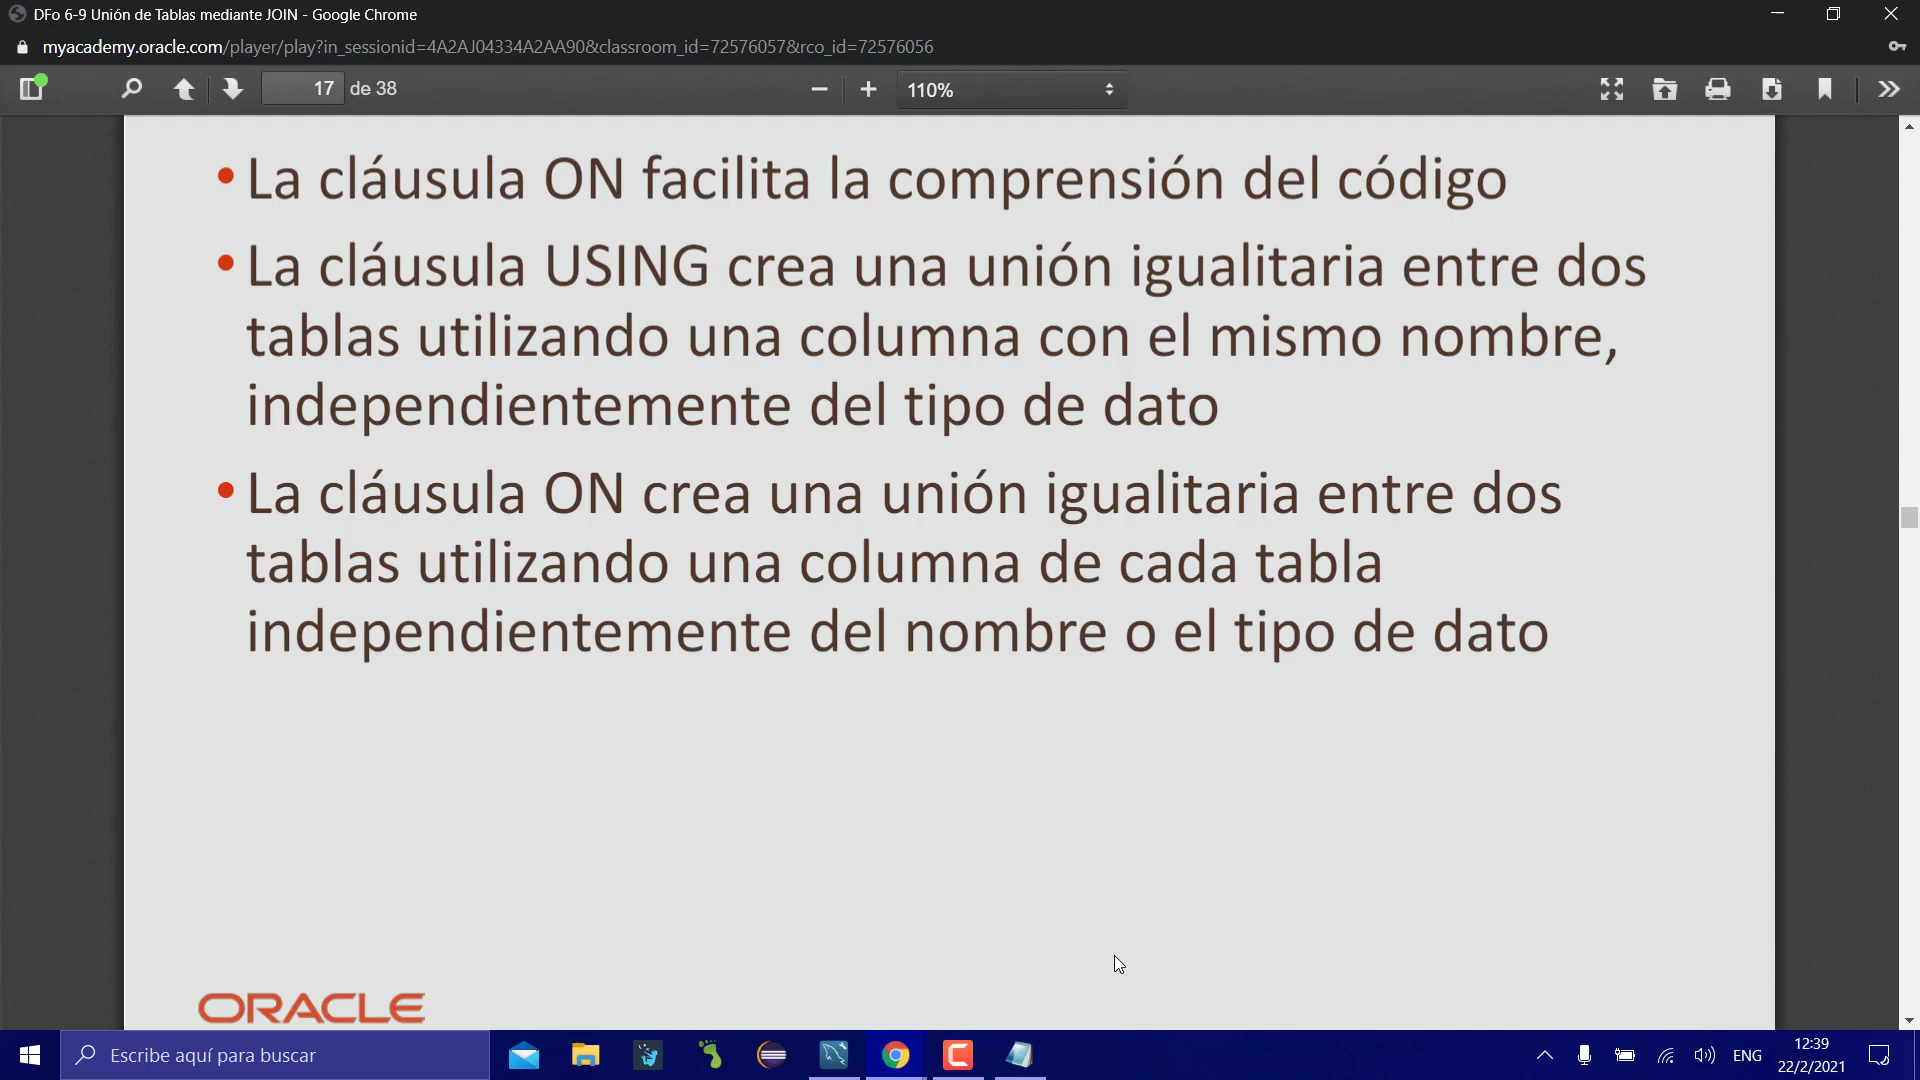 DFo 6-9 Unión de Tablas mediante JOIN - Google Chrome
myacademy.oracle.com/player/play?in_sessionid=4A2AJ04334A2AA90&classroom_id=72576057&rco_id=72576056
17 de 38
110%
• La cláusula ON facilita la comprensión del código
• La cláusula USING crea una unión igualitaria entre dos
tablas utilizando una columna con el mismo nombre,
independientemente del tipo de dato
• La cláusula ON crea una unión igualitaria entre dos
tablas utilizando una columna de cada tabla
independientemente del nombre o el tipo de dato
ORACLE
Escribe aquí para buscar
ENG
12:39
22/2/2021